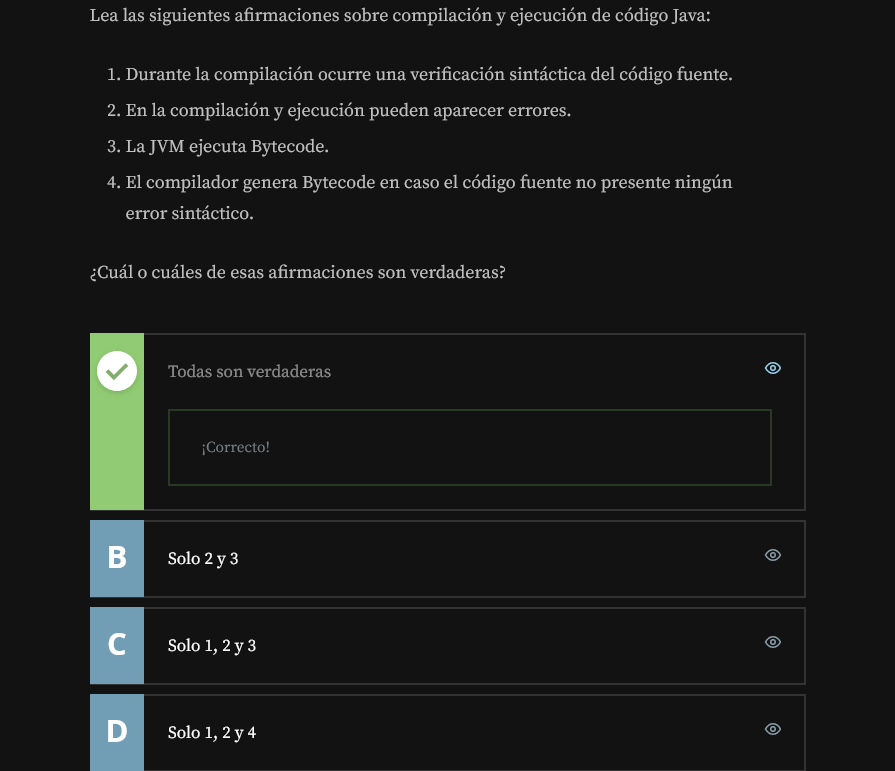 Lea las siguientes afirmaciones sobre compilación y ejecución de código Java:
1. Durante la compilación ocurre una verificación sintáctica del código fuente.
2. En la compilación y ejecución pueden aparecer errores.
3. La JVM ejecuta Bytecode.
4. El compilador genera Bytecode en caso el código fuente no presente ningún
error sintáctico.
¿Cuál o cuáles de esas afirmaciones son verdaderas?
Todas son verdaderas
¡Correcto!
B Solo 2 y 3
C Solo 1, 2 y 3
D Solo 1, 2 y 4